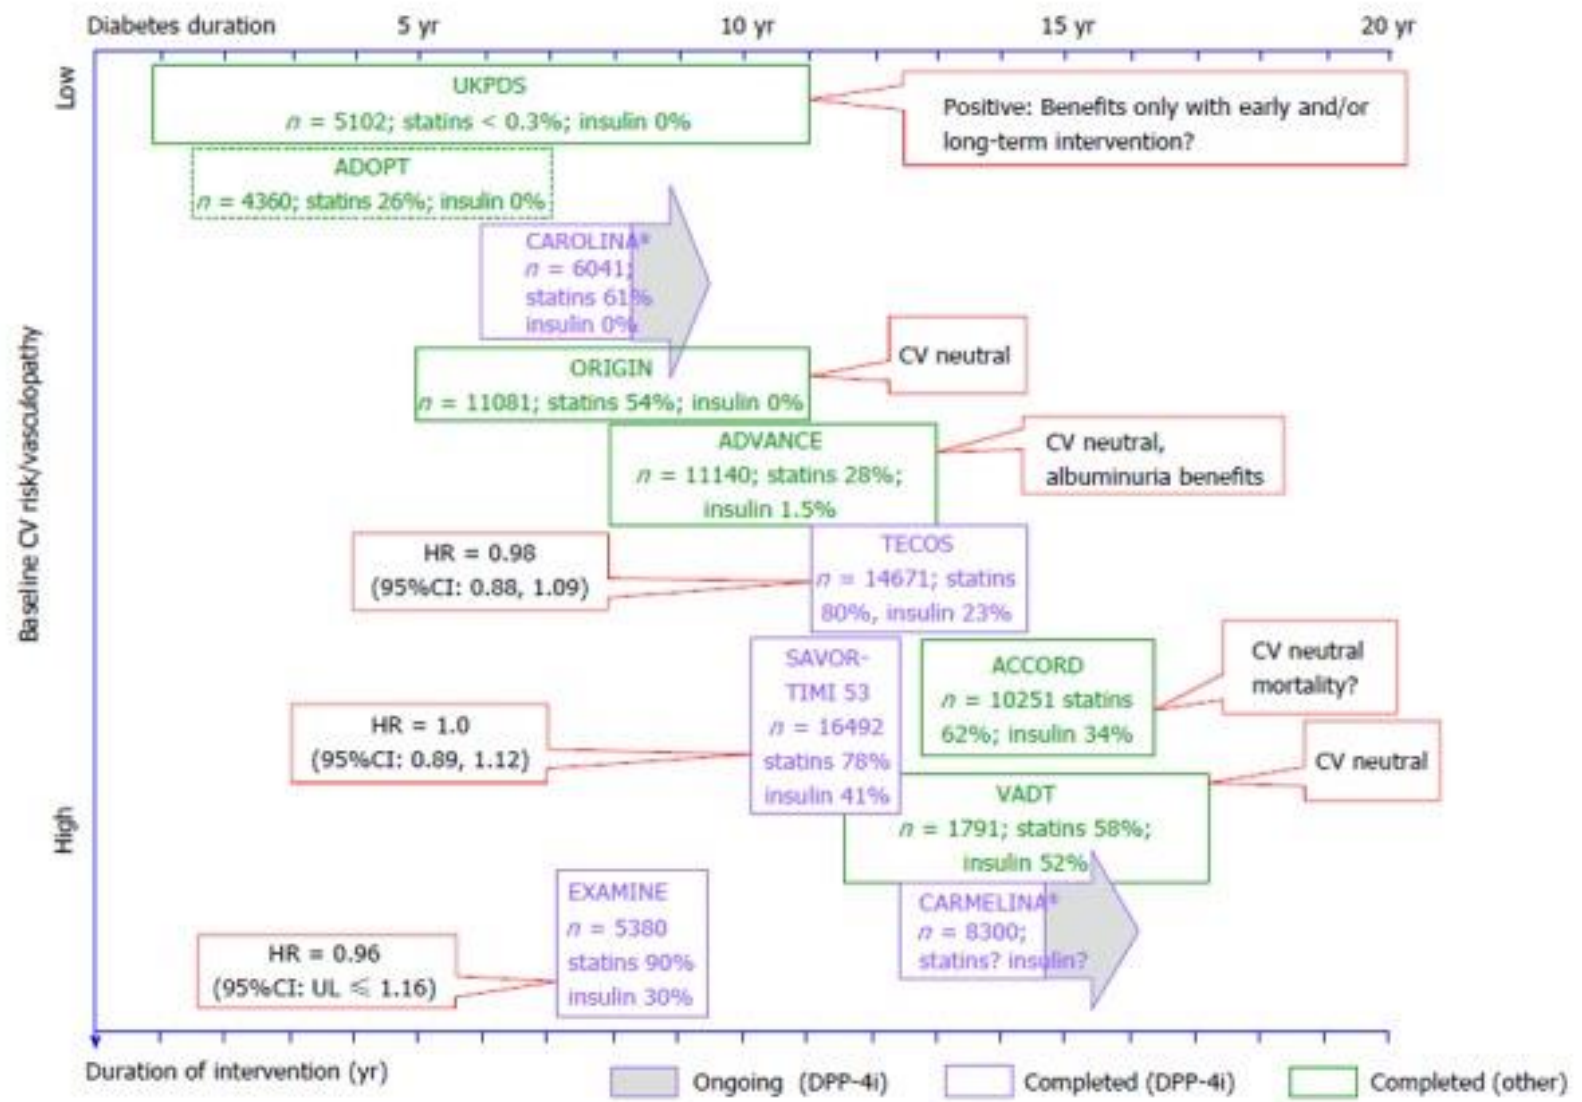 Diabetes duration 5 yr 10 yr 15 yr 20 yr
Low
UKPDS
n = 5102; statins < 0.3%; insulin 0%
Positive: Benefits only with early and/or
long-term intervention?
ADOPT
n = 4360; statins 26%; insulin 0%
CAROLINA®
n = 6041;
statins 61%
insulin 0%
CV neutral
ORIGIN
n = 11081; statins 54%; insulin 0%
ADVANCE
n = 11140; statins 28%;
insulin 1.5%
CV neutral,
albuminuria benefits
Baseline CV risk/vasculopathy
HR = 0.98
(95%CI: 0.88, 1.09)
TECOS
n = 14671; statins
80%, insulin 23%
SAVOR-
TIMI 53
n = 16492
statins 78%
insulin 41%
ACCORD
n = 10251 statins
62%; insulin 34%
CV neutral
mortality?
HR = 1.0
(95%CI: 0.89, 1.12)
CV neutral
VADT
n = 1791; statins 58%;
insulin 52%
High
EXAMINE
n = 5380
statins 90%
insulin 30%
CARMELINA®
n = 8300;
statins? insulin?
HR = 0.96
(95%CI: UL ⩽ 1.16)
Duration of intervention (yr)
Ongoing (DPP-4i)
Completed (DPP-4i)
Completed (other)